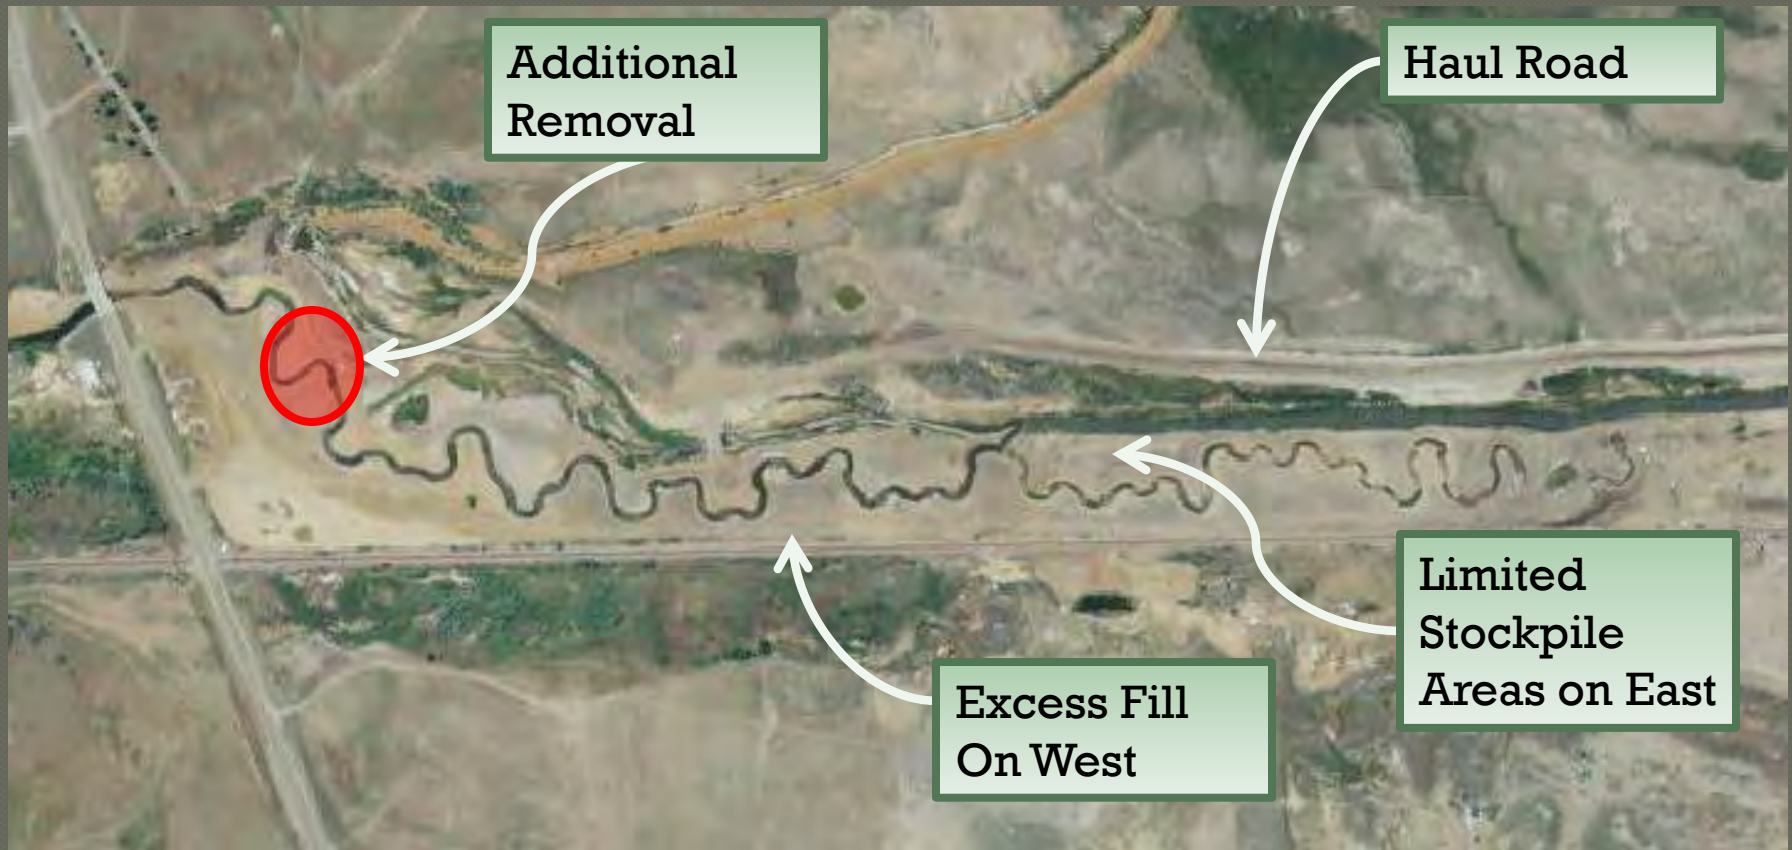 Additional
Removal
Haul Road
Limited
Stockpile
Areas on East
Excess Fill
On West